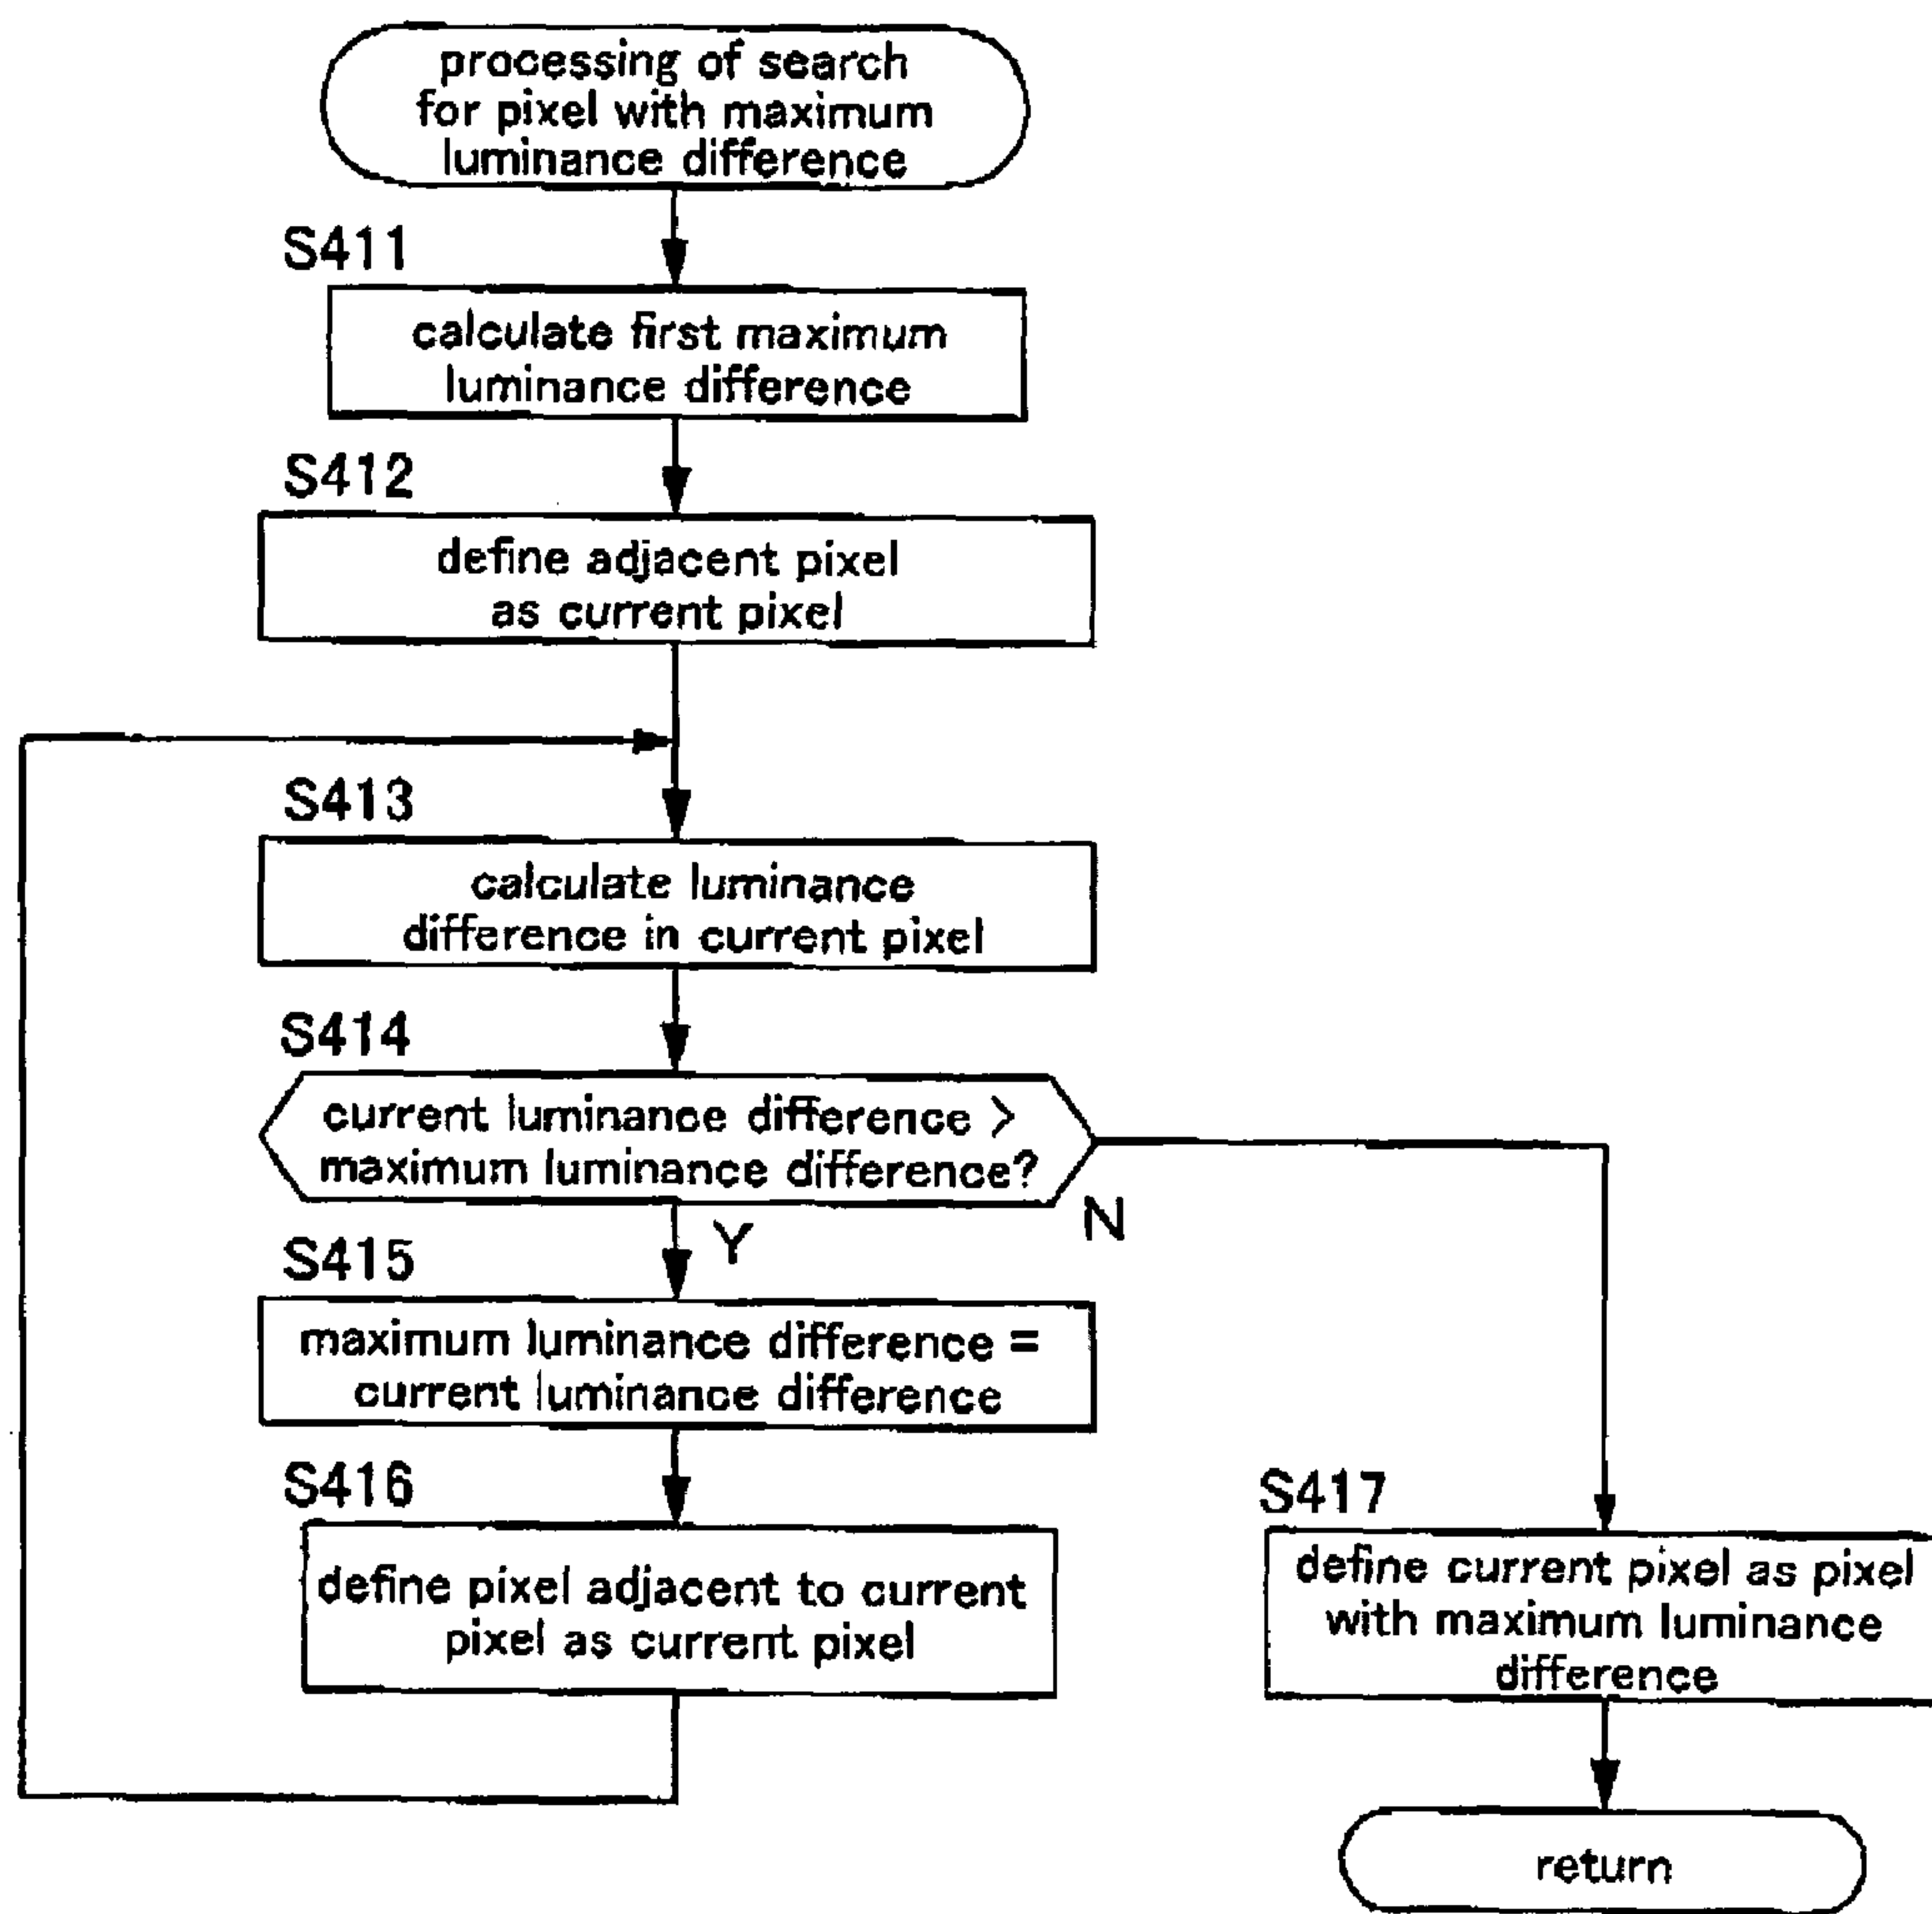 processing of search
for pixel with maximum
luminance difference
S411
calculate first maximum
luminance difference
S412
define adjacent pixel
as current pixel
S413
calculate luminance
difference in current pixel
S414
current luminance difference >
maximum luminance difference?
Y
N
S415
maximum luminance difference =
current luminance difference
S416
define pixel adjacent to current
pixel as current pixel
S417
define current pixel as pixel
with maximum luminance
difference
return